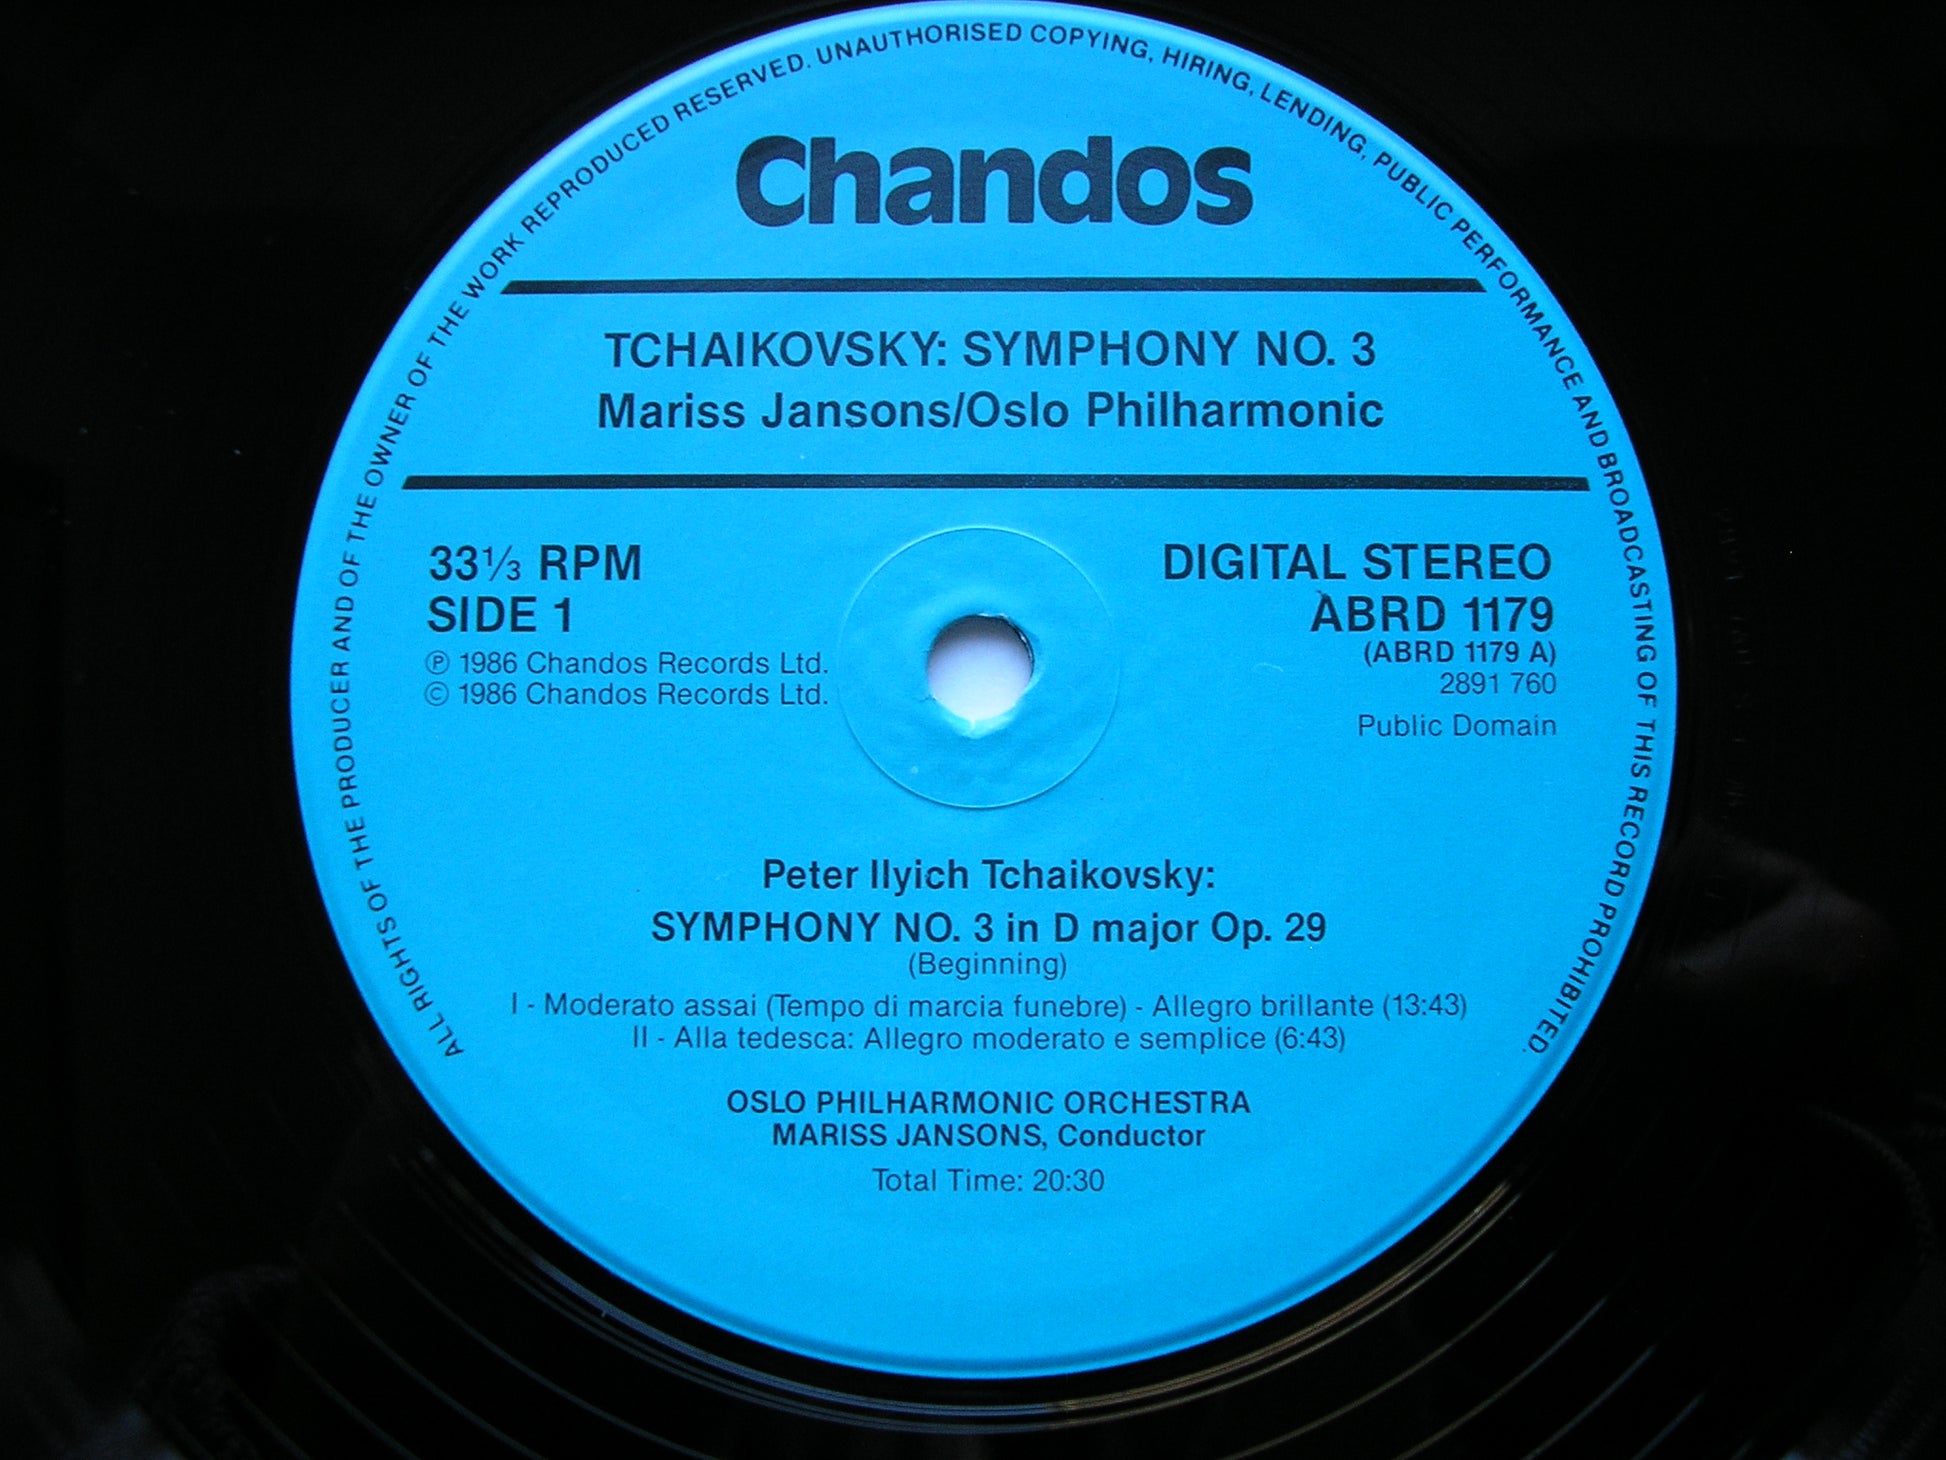 ALL RIGHTS OF THE PRODUCER AND OF THE OWNER OF THE WORK REPRODUCED RESERVED. UNAUTHORISED COPYING, HIRING, LENDING, PUBLIC PERFORMANCE AND BROADCASTING OF THIS RECORD PROHIBITED.
Chandos
TCHAIKOVSKY: SYMPHONY NO. 3
Mariss Jansons/Oslo Philharmonic
33⅓ RPM
SIDE 1
℗ 1986 Chandos Records Ltd.
© 1986 Chandos Records Ltd.
DIGITAL STEREO
ABRD 1179
(ABRD 1179 A)
2891 760
Public Domain
Peter Ilyich Tchaikovsky:
SYMPHONY NO. 3 in D major Op. 29
(Beginning)
I - Moderato assai (Tempo di marcia funebre) - Allegro brillante (13:43)
II - Alla tedesca: Allegro moderato e semplice (6:43)
OSLO PHILHARMONIC ORCHESTRA
MARISS JANSONS, Conductor
Total Time: 20:30